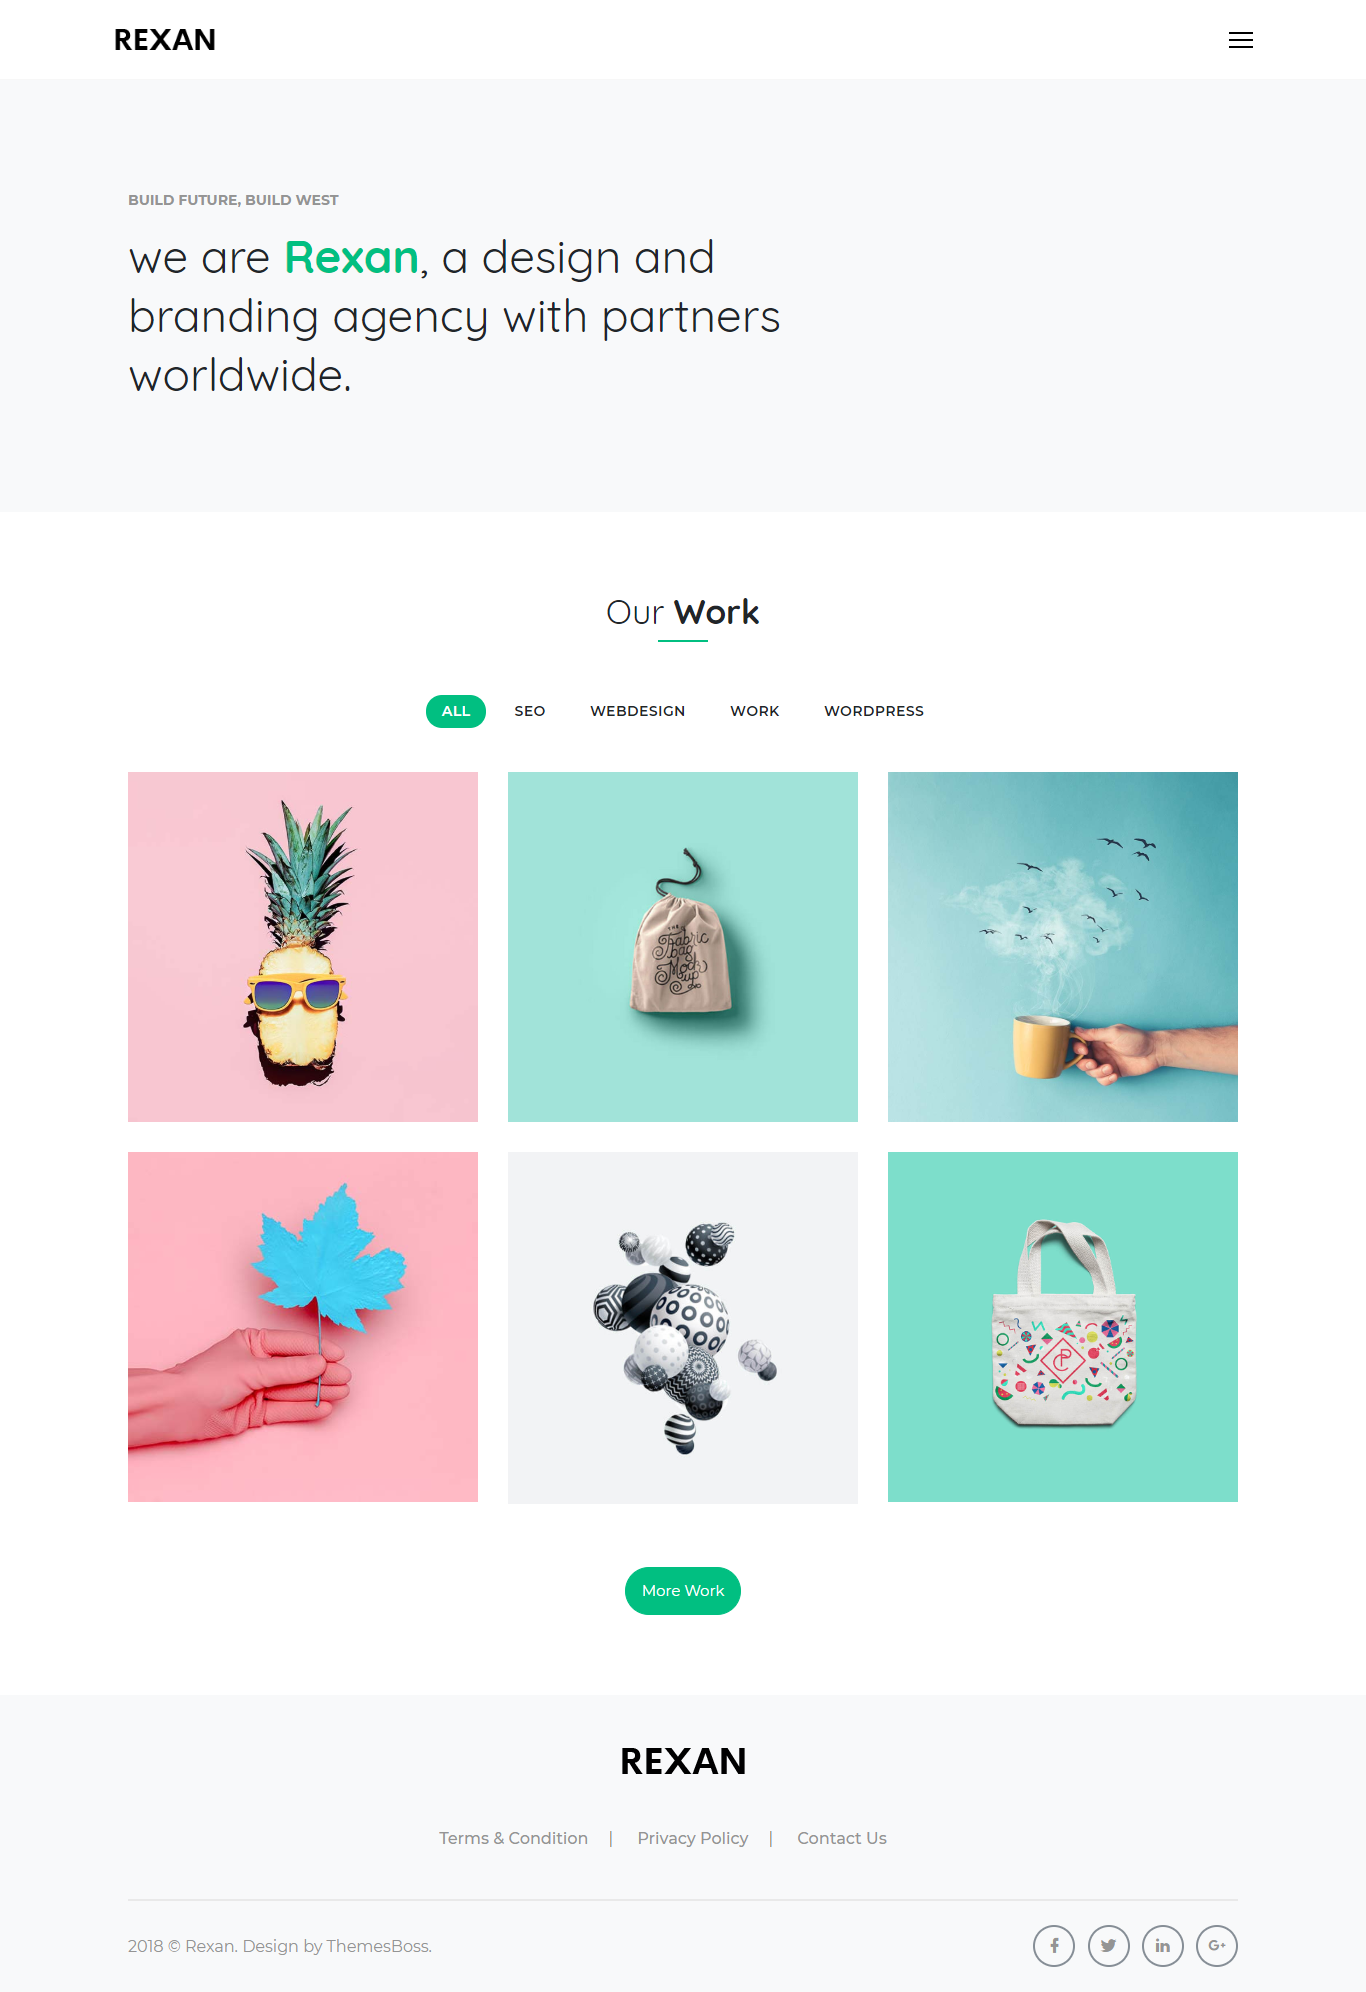 REXAN
BUILD FUTURE, BUILD WEST
we are Rexan, a design and
branding agency with partners
worldwide.
Our Work
ALL
SEO
WEBDESIGN
WORK
WORDPRESS
THE
Fabric
bag
Mock
up
More Work
REXAN
Terms & Condition | Privacy Policy | Contact Us
2018 © Rexan. Design by ThemesBoss.